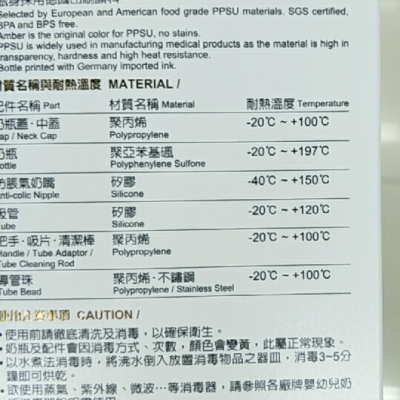 Selected by European and American food grade PPSU materials. SGS certified,
BPA and BPS free.
Amber is the original color for PPSU, no stains.
PPSU is widely used in manufacturing medical products as the material is high in
transparency, hardness and high heat resistance.
Bottle printed with Germany imported ink.
材質名稱與耐熱溫度 MATERIAL /
配件名稱 Part 材質名稱 Material 耐熱溫度 Temperature
奶瓶蓋·中蓋 聚丙烯 -20°C ~ +100°C
Cap / Neck Cap Polypropylene
奶瓶 聚亞苯基碸 -20°C ~ +197°C
Bottle Polyphenylene Sulfone
防脹氣奶嘴 矽膠 -40°C ~ +150°C
Anti-colic Nipple Silicone
吸管 矽膠 -20°C ~ +120°C
Tube Silicone
把手·吸片·清潔棒 聚丙烯 -20°C ~ +100°C
Handle / Tube Adaptor / Polypropylene
Tube Cleaning Rod
導管珠 聚丙烯·不鏽鋼 -20°C ~ +100°C
Tube Bead Polypropylene / Stainless Steel
使用注意事項 CAUTION /
·使用前請徹底清洗及消毒，以確保衛生。
·奶瓶及配件會因消毒方式、次數，顏色會變黃，此屬正常現象。
·以水煮法消毒時，將沸水倒入放置消毒物品之器皿，消毒3~5分
鐘即可烘乾。
·欲使用蒸氣、紫外線、微波…等消毒器，請參照各廠牌嬰幼兒奶